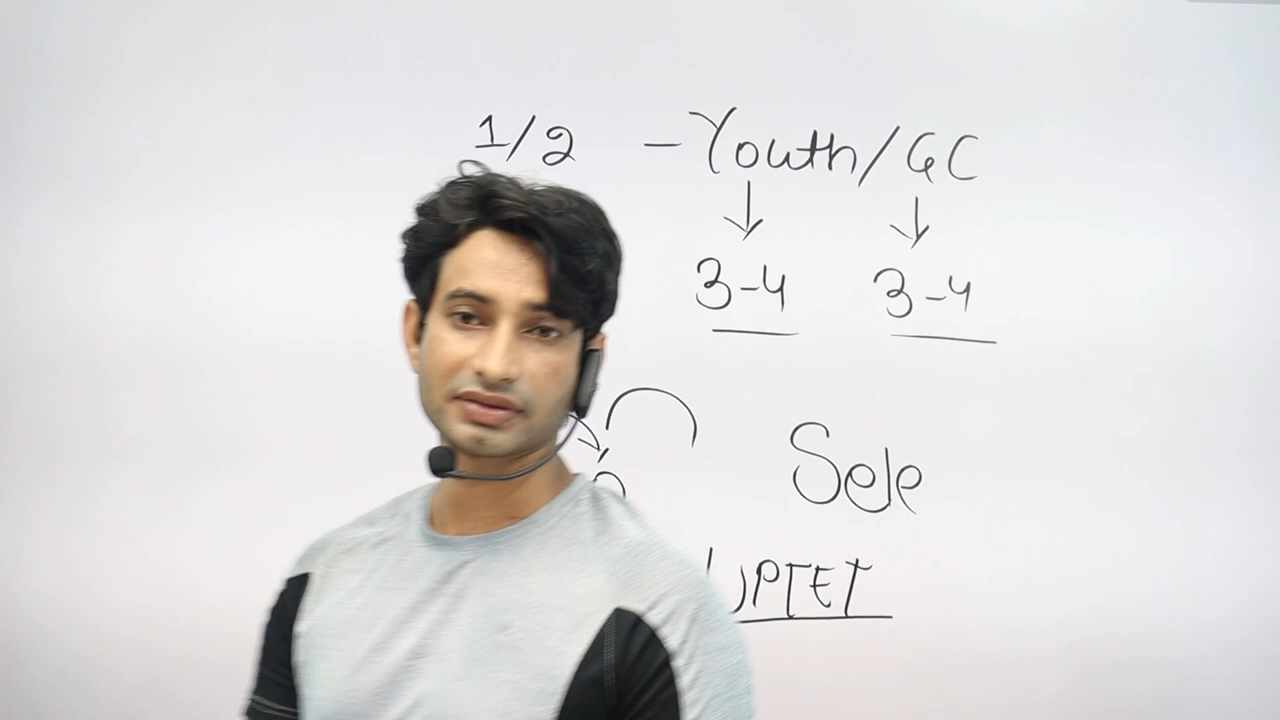 1/2 - Youth/GC
↓ ↓
3-4 3-4
Sele
UPTET